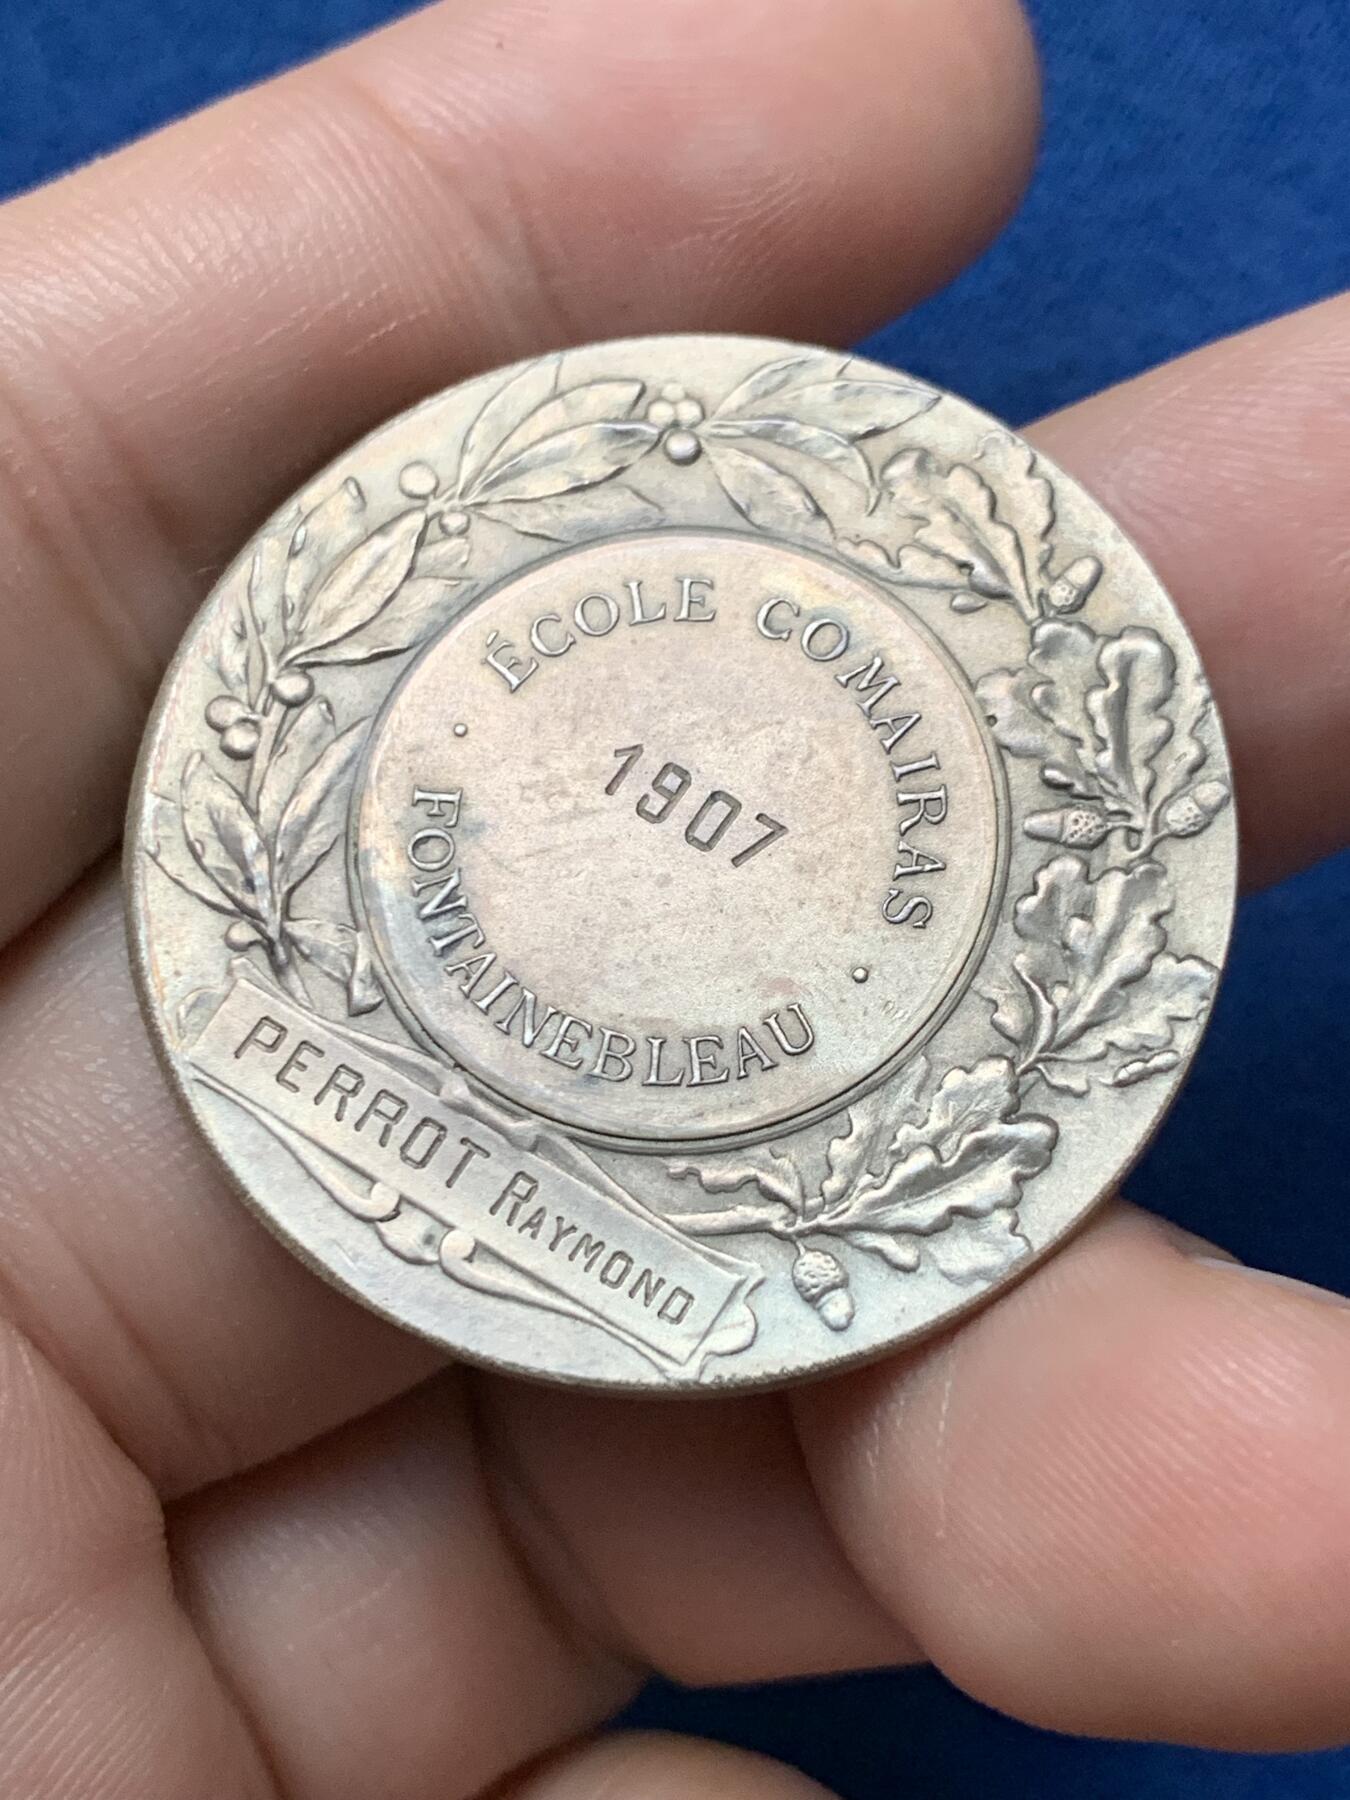 ÉCOLE COMAIRAS
1907
FONTAINEBLEAU
PERROT RAYMOND